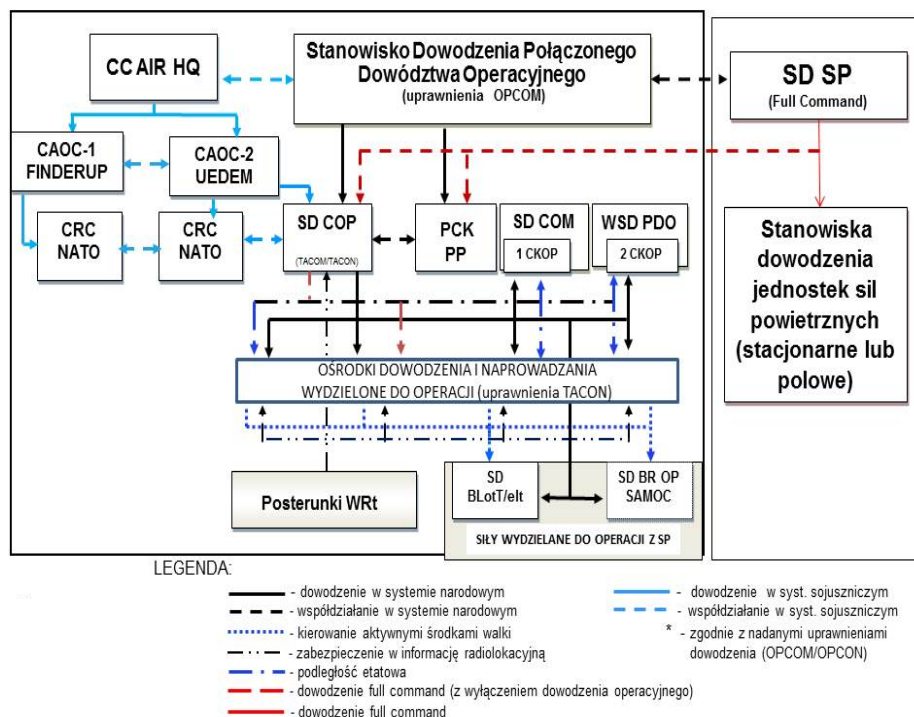 CC AIR HQ
Stanowisko Dowodzenia Połączonego
Dowództwa Operacyjnego
(uprawnienia OPCOM)
SD SP
(Full Command)
CAOC-1
FINDERUP
CAOC-2
UEDEM
CRC
NATO
CRC
NATO
SD COP
(TACOM/TACON)
PCK
PP
SD COM
1 CKOP
WSD PDO
2 CKOP
Stanowiska
dowodzenia
jednostek sil
powietrznych
(stacjonarne lub
polowe)
OŚRODKI DOWODZENIA I NAPROWADZANIA
WYDZIELONE DO OPERACJI (uprawnienia TACON)
Posterunki WRt
SD
BLotT/elt
SD BR OP
SAMOC
SIŁY WYDZIELANE DO OPERACJI Z SP
LEGENDA:
- dowodzenie w systemie narodowym
- współdziałanie w systemie narodowym
- kierowanie aktywnymi środkami walki
- zabezpieczenie w informację radiolokacyjną
- podległość etatowa
- dowodzenie full command (z wyłączeniem dowodzenia operacyjnego)
- dowodzenie full command
- dowodzenie w syst. sojuszniczym
- współdziałanie w syst. sojuszniczym
* - zgodnie z nadanymi uprawnieniami
dowodzenia (OPCOM/OPCON)